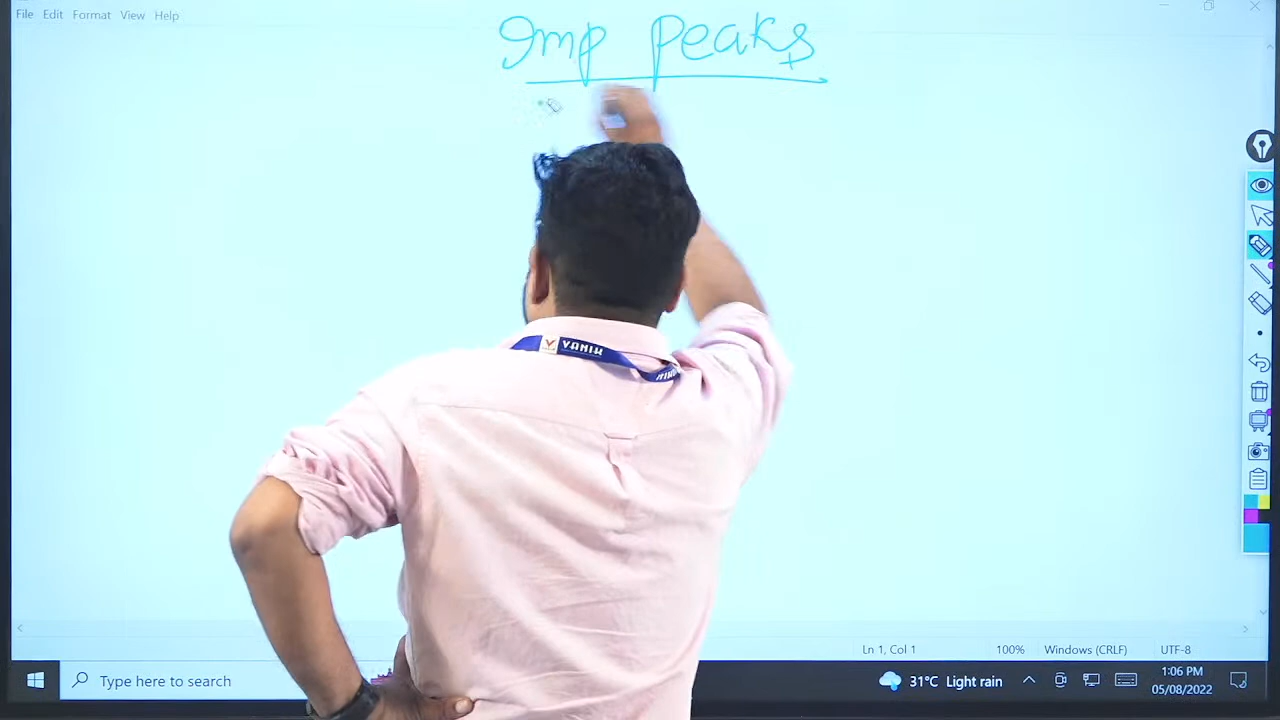 File Edit Format View Help
Imp Peaks
VANIK
Ln 1, Col 1
100%
Windows (CRLF)
UTF-8
Type here to search
31°C Light rain
1:06 PM
05/08/2022